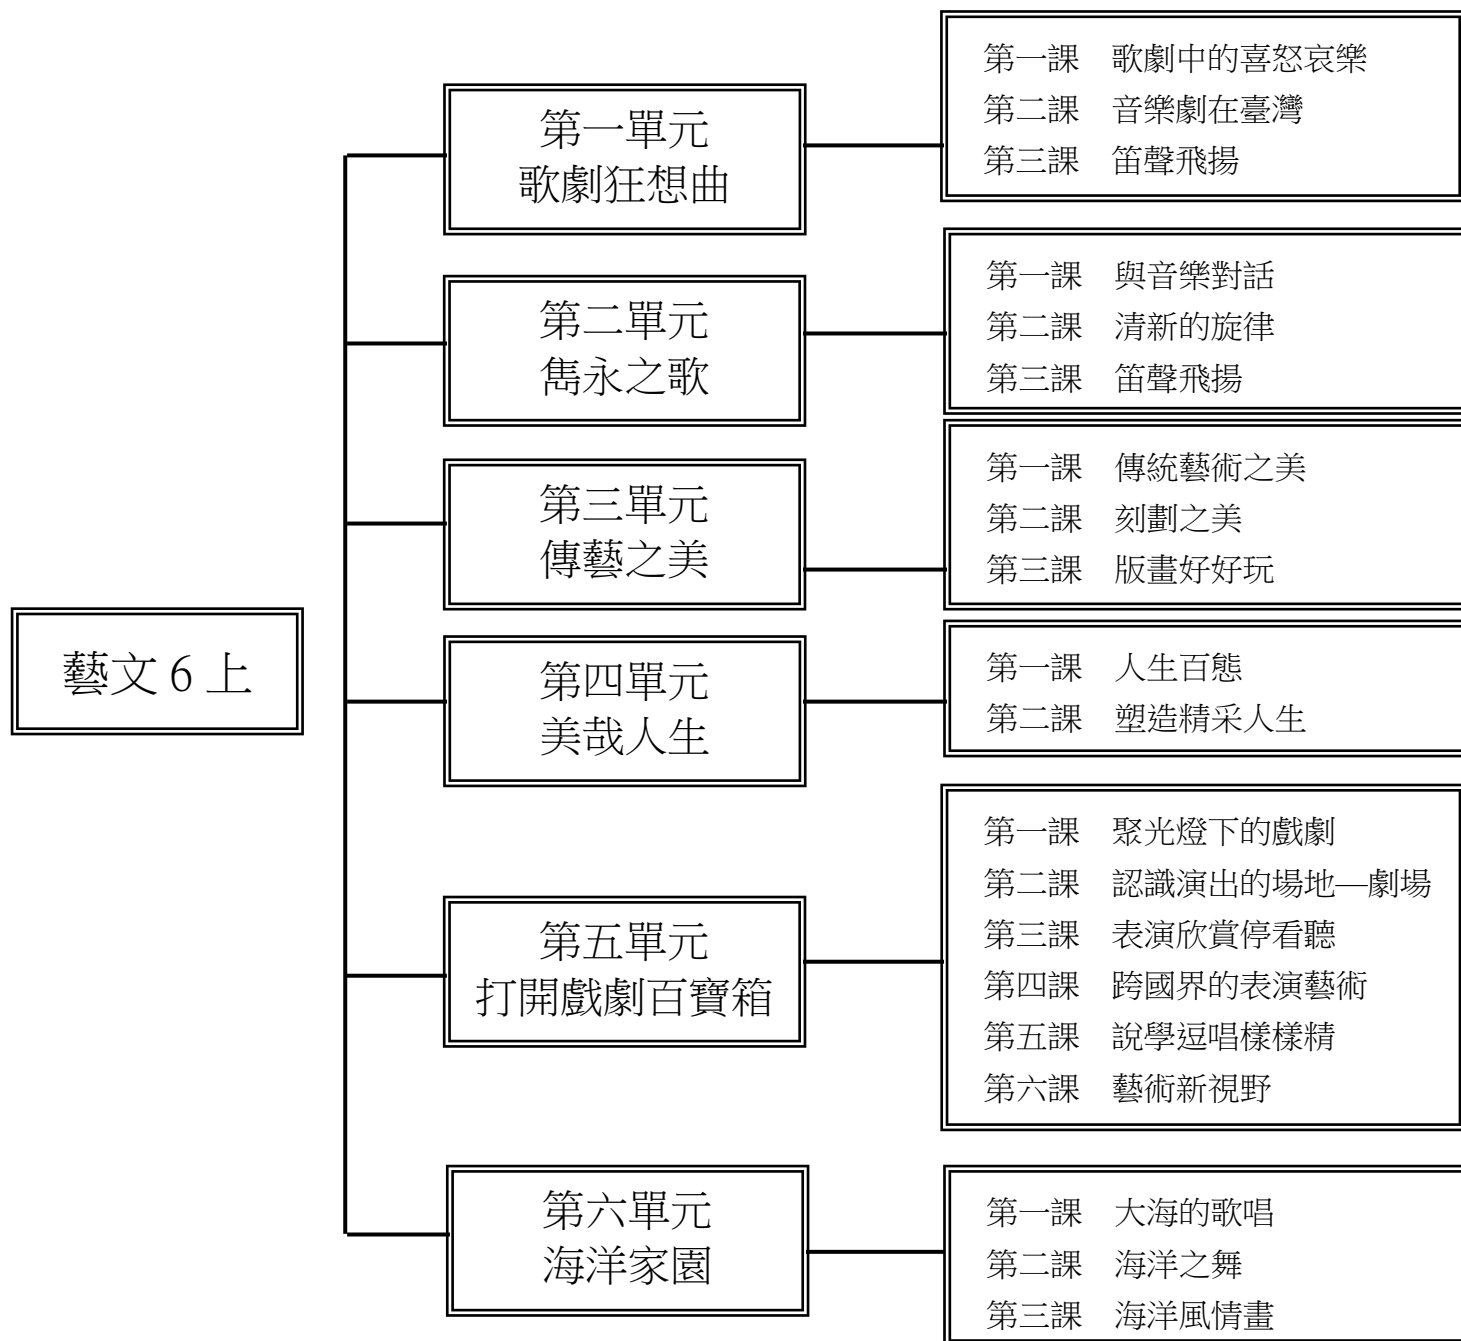 藝文6上
第一單元
歌劇狂想曲
第一課　歌劇中的喜怒哀樂
第二課　音樂劇在臺灣
第三課　笛聲飛揚
第二單元
雋永之歌
第一課　與音樂對話
第二課　清新的旋律
第三課　笛聲飛揚
第三單元
傳藝之美
第一課　傳統藝術之美
第二課　刻劃之美
第三課　版畫好好玩
第四單元
美哉人生
第一課　人生百態
第二課　塑造精采人生
第五單元
打開戲劇百寶箱
第一課　聚光燈下的戲劇
第二課　認識演出的場地—劇場
第三課　表演欣賞停看聽
第四課　跨國界的表演藝術
第五課　說學逗唱樣樣精
第六課　藝術新視野
第六單元
海洋家園
第一課　大海的歌唱
第二課　海洋之舞
第三課　海洋風情畫